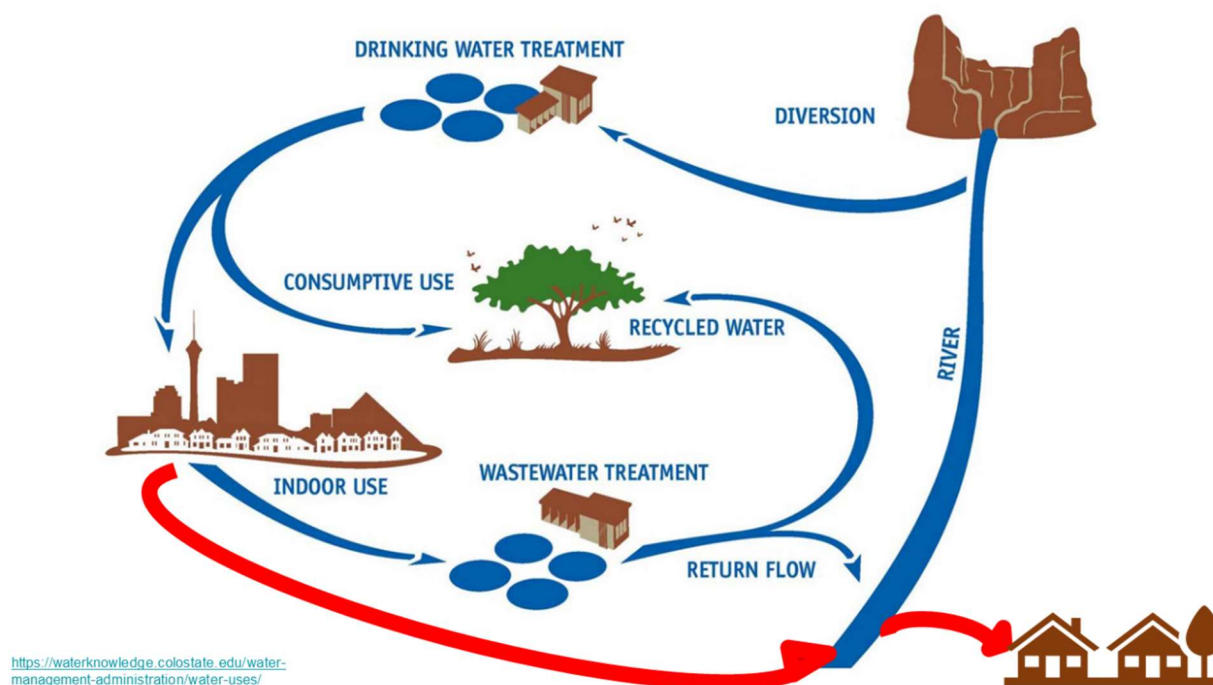 DRINKING WATER TREATMENT
DIVERSION
CONSUMPTIVE USE
RECYCLED WATER
RIVER
INDOOR USE
WASTEWATER TREATMENT
RETURN FLOW
https://waterknowledge.colostate.edu/water-
management-administration/water-uses/